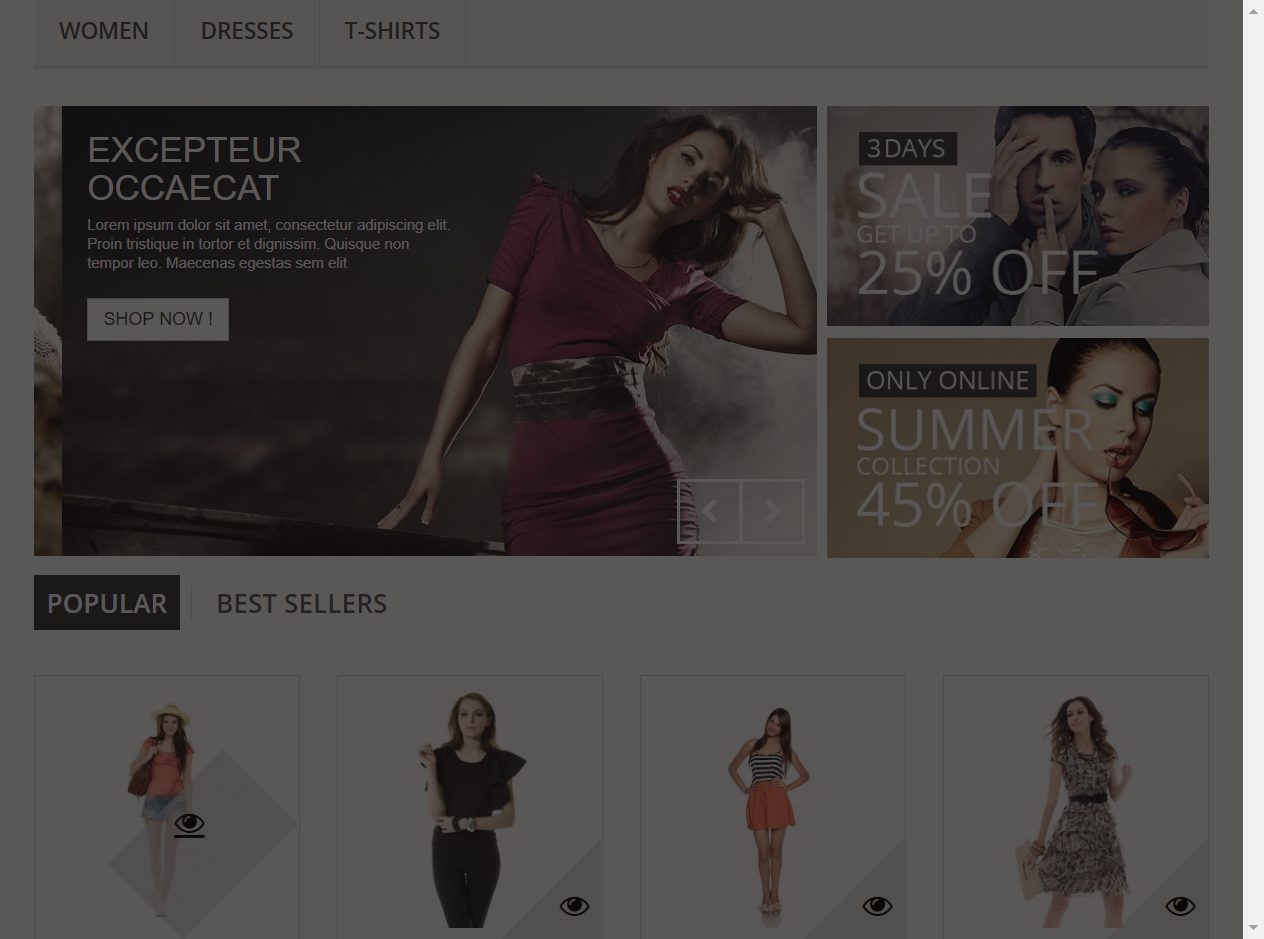 WOMEN
DRESSES
T-SHIRTS
EXCEPTEUR
OCCAECAT
Lorem ipsum dolor sit amet, consectetur adipiscing elit.
Proin tristique in tortor et dignissim. Quisque non
tempor leo. Maecenas egestas sem elit
SHOP NOW !
3 DAYS
SALE
GET UP TO
25% OFF
ONLY ONLINE
SUMMER
COLLECTION
45% OFF
POPULAR
BEST SELLERS